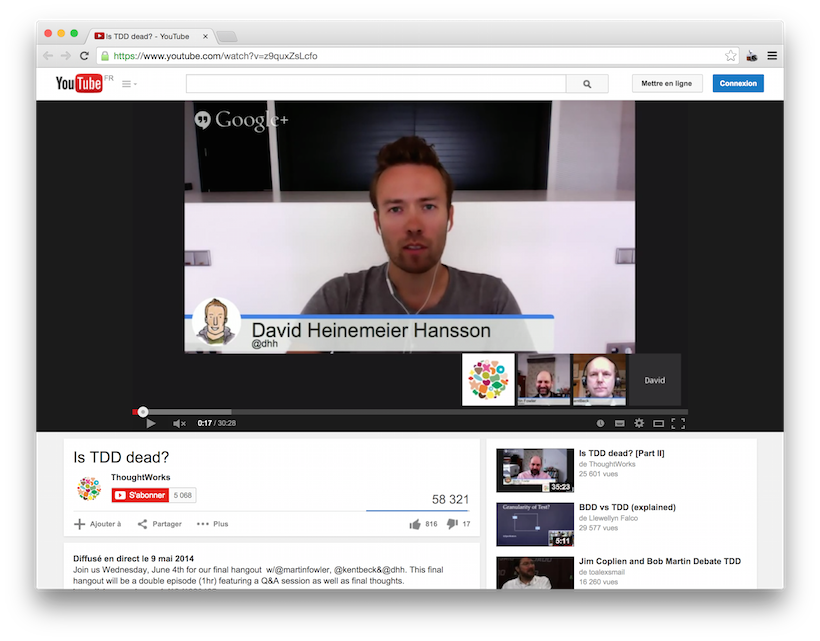 Is TDD dead? - YouTube
https://www.youtube.com/watch?v=z9quxZsLcfo
YouTube FR
Mettre en ligne
Connexion
Google+
David Heinemeier Hansson
@dhh
David
0:17 / 30:28
Is TDD dead?
ThoughtWorks
S'abonner
5 068
58 321
Ajouter à
Partager
Plus
816
17
Diffusé en direct le 9 mai 2014
Join us Wednesday, June 4th for our final hangout w/@martinfowler, @kentbeck&@dhh. This final
hangout will be a double episode (1hr) featuring a Q&A session as well as final thoughts.
Is TDD dead? [Part II]
de ThoughtWorks
25 601 vues
35:23
BDD vs TDD (explained)
de Llewellyn Falco
29 577 vues
Granularity of Test?
5:11
Jim Coplien and Bob Martin Debate TDD
de toalexsmail
16 260 vues